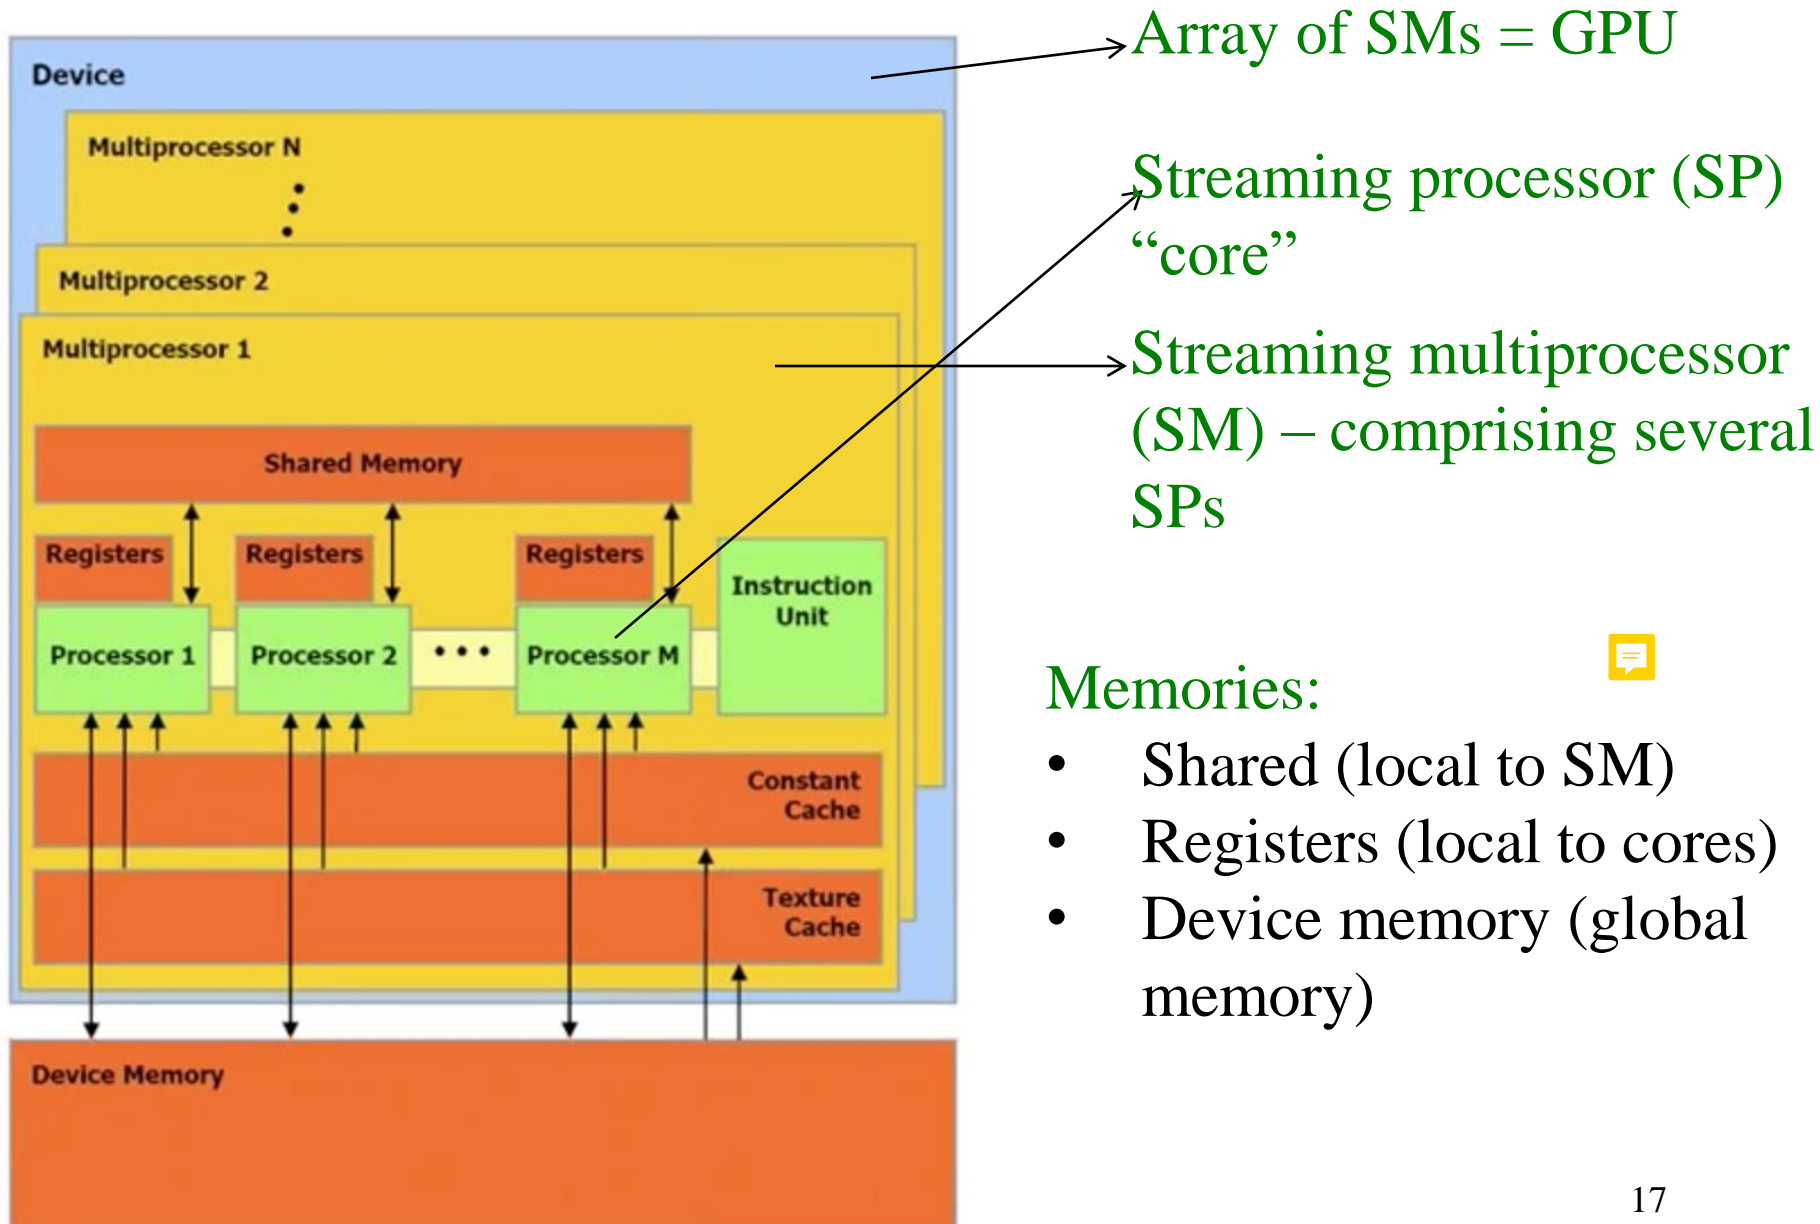 Device
Multiprocessor N
Multiprocessor 2
Multiprocessor 1
Shared Memory
Registers
Registers
Registers
Instruction
Unit
Processor 1
Processor 2
• • •
Processor M
Constant
Cache
Texture
Cache
Device Memory
Array of SMs = GPU
Streaming processor (SP)
“core”
Streaming multiprocessor
(SM) – comprising several
SPs
Memories:
• Shared (local to SM)
• Registers (local to cores)
• Device memory (global
memory)
17